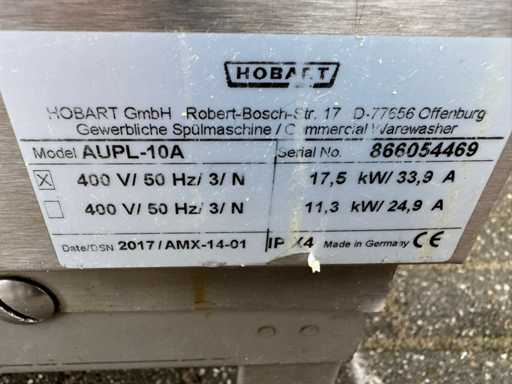 HOBART
HOBART GmbH Robert-Bosch-Str. 17 D-77656 Offenburg
Gewerbliche Spülmaschine / Commercial Warewasher
Model AUPL-10A Serial No. 866054469
☒ 400 V/ 50 Hz/ 3/ N 17,5 kW/ 33,9 A
☐ 400 V/ 50 Hz/ 3/ N 11,3 kW/ 24,9 A
Date/DSN 2017/AMX-14-01 IP X4 Made in Germany CE